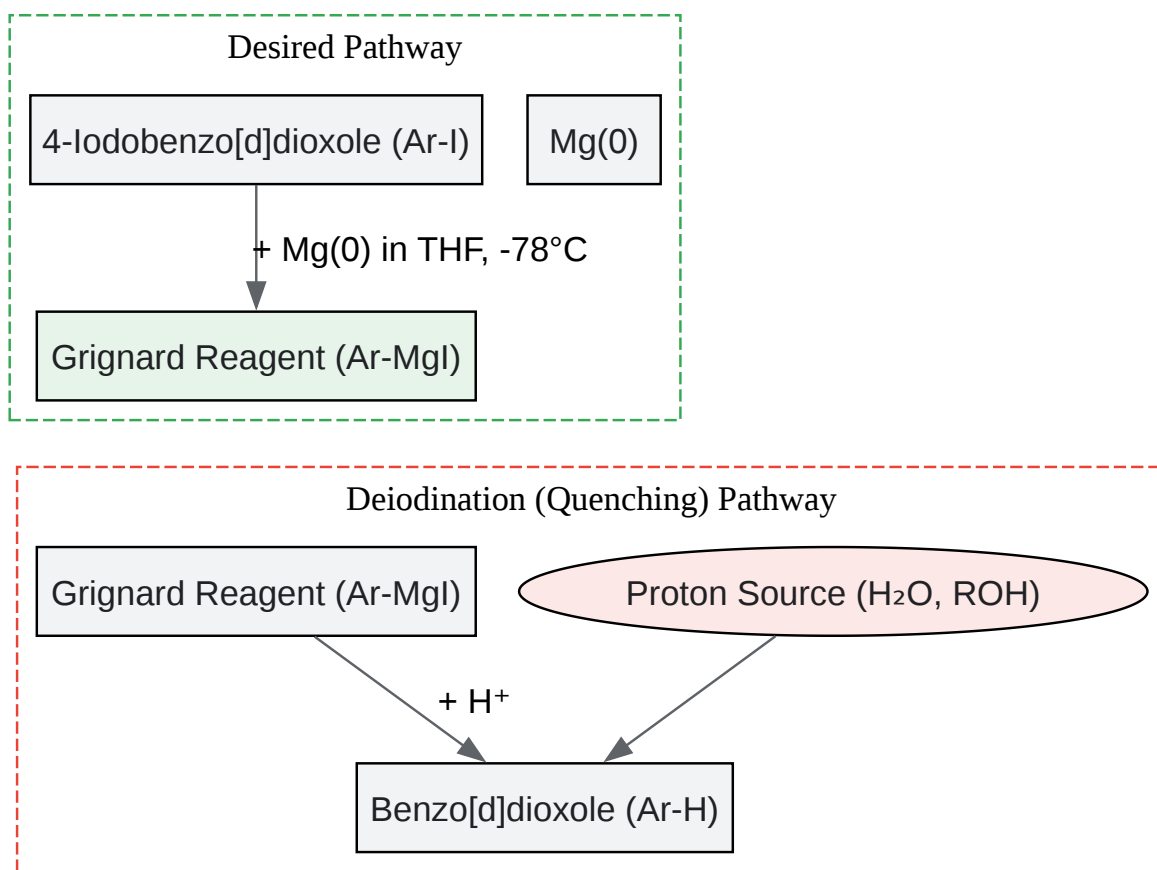 Desired Pathway
4-Iodobenzo[d]dioxole (Ar-I)
Mg(0)
+ Mg(0) in THF, -78°C
Grignard Reagent (Ar-MgI)
Deiodination (Quenching) Pathway
Grignard Reagent (Ar-MgI)
Proton Source (H₂O, ROH)
+ H⁺
Benzo[d]dioxole (Ar-H)